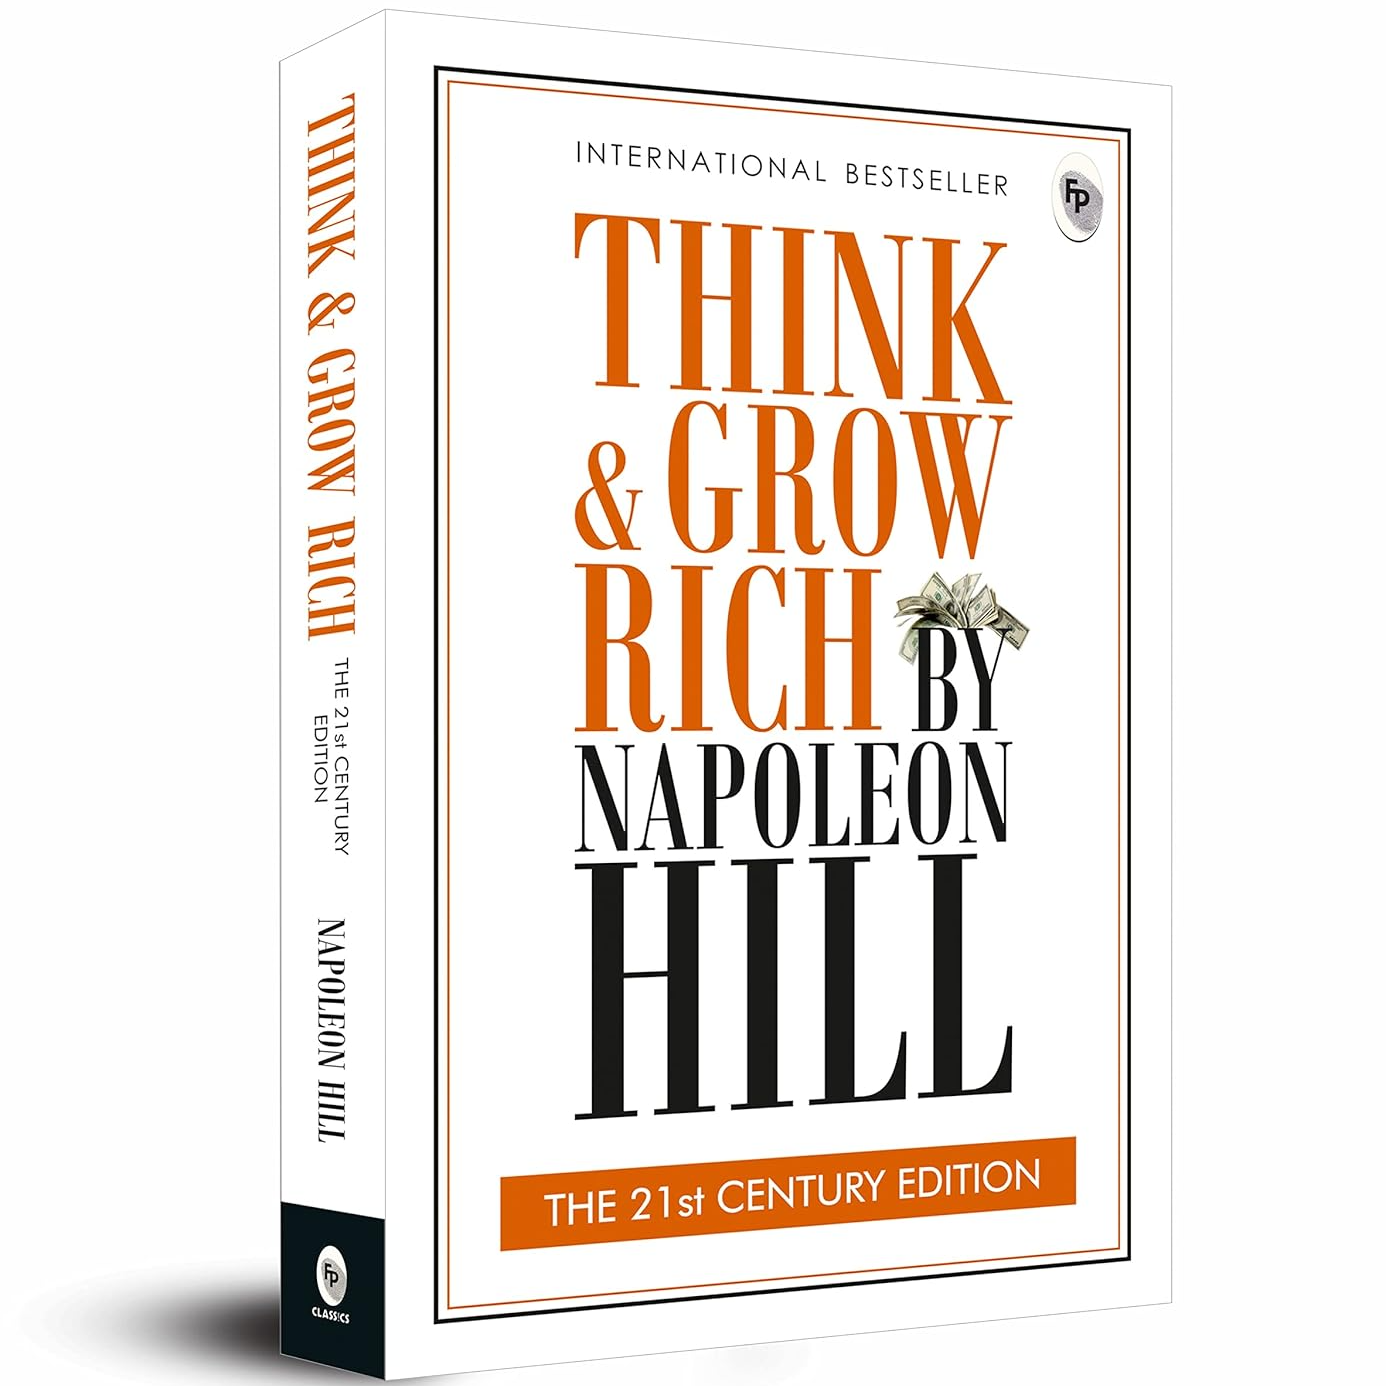 THINK & GROW RICH
THE 21st CENTURY
EDITION
NAPOLEON HILL
FP
CLASSICS
INTERNATIONAL BESTSELLER
FP
THINK
& GROW
RICH BY
NAPOLEON
HILL
THE 21st CENTURY EDITION